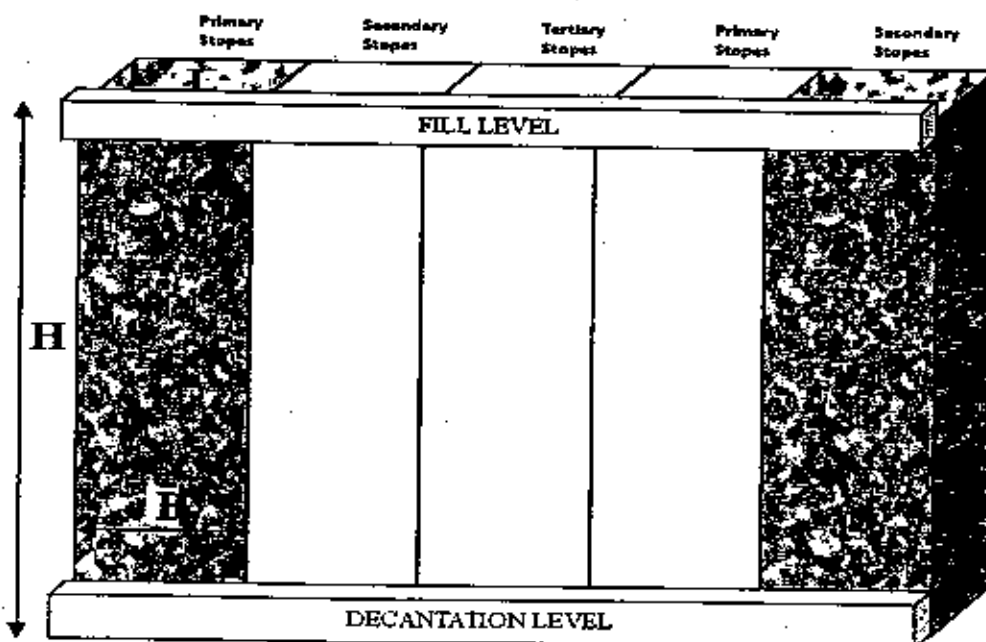 Primary
Stopes
Secondary
Stopes
Tertiary
Stopes
Primary
Stopes
Secondary
Stopes
FILL LEVEL
H
DECANTATION LEVEL